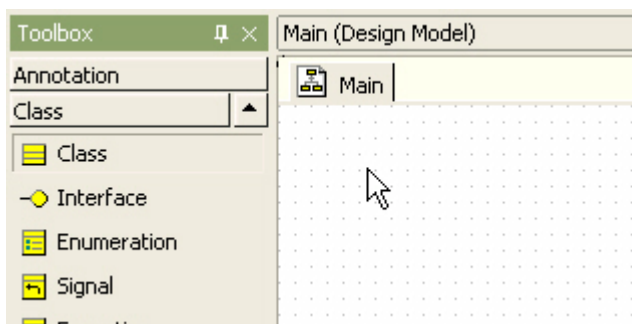 Toolbox
Main (Design Model)
Annotation
Main
Class
Class
Interface
Enumeration
Signal